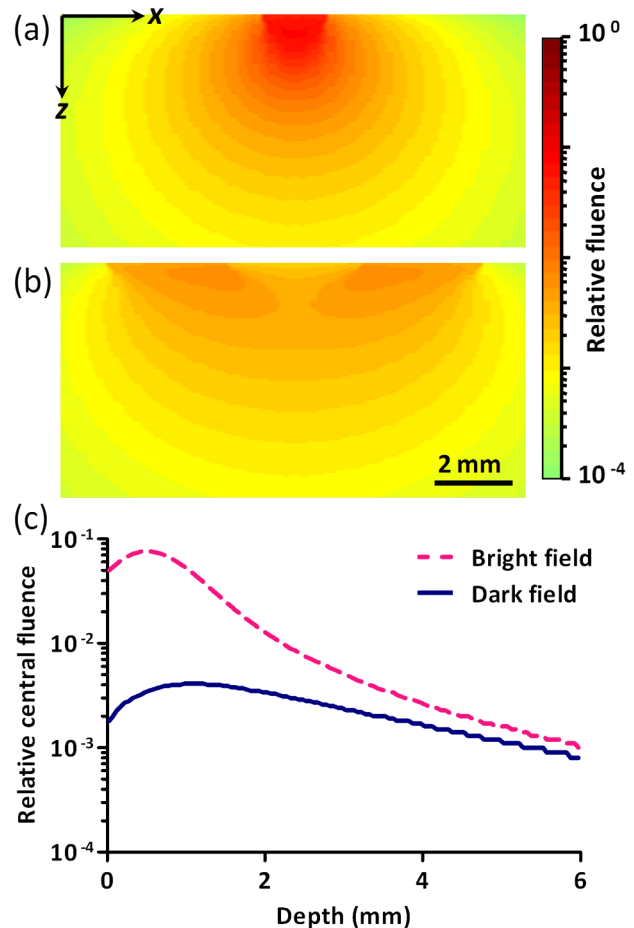 (a)
x
z
10⁰
Relative fluence
10⁻⁴
(b)
2 mm
(c)
10⁻¹
10⁻²
10⁻³
10⁻⁴
Relative central fluence
Bright field
Dark field
0
2
4
6
Depth (mm)